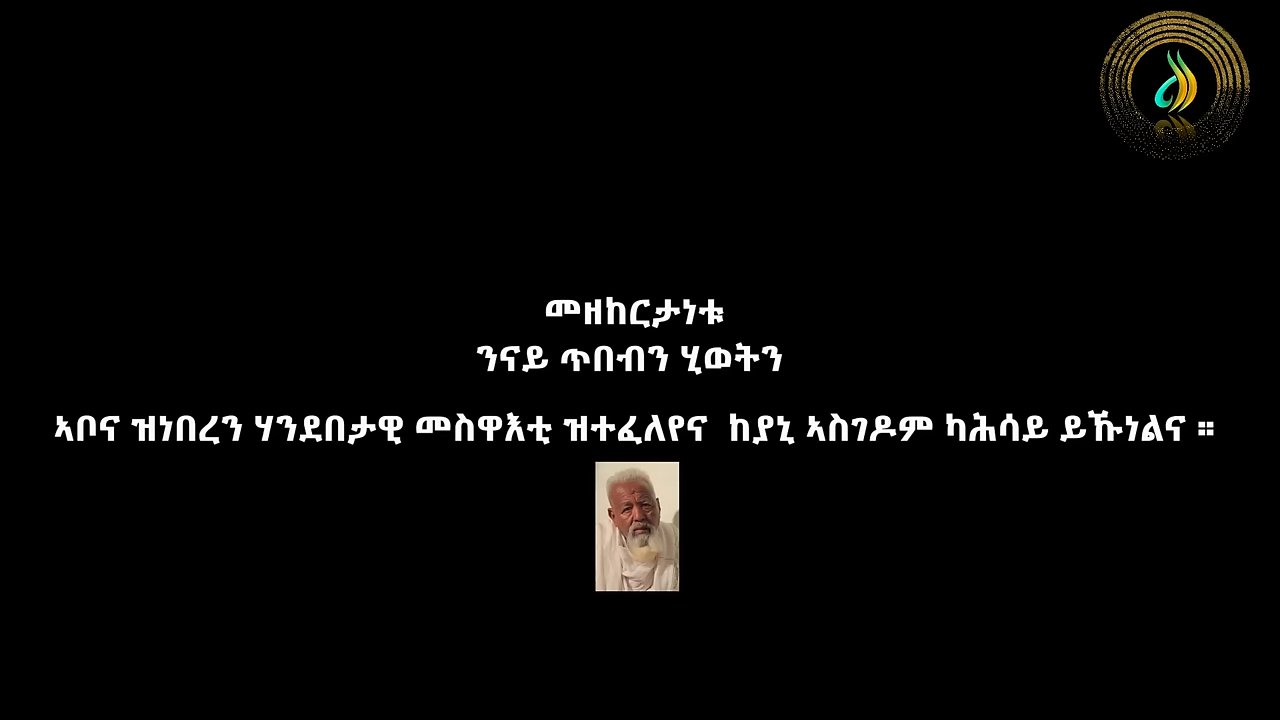 መዘከርታነቱ
ንናይ ጥበብን ሂወትን
ኣቦና ዝነበረን ሃንደበታዊ መስዋእቲ ዝተፈለየና ከያኒ ኣስገዶም ካሕሳይ ይኹነልና ።